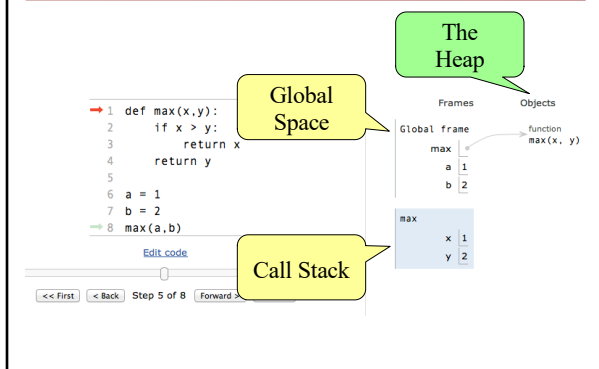 The
Heap
Global
Space
Frames
Objects
1 def max(x,y):
2 if x > y:
3 return x
4 return y
5
6 a = 1
7 b = 2
8 max(a,b)
Edit code
<< First
< Back
Step 5 of 8
Forward >
Global frame
max
a 1
b 2
function
max(x, y)
max
x 1
y 2
Call Stack